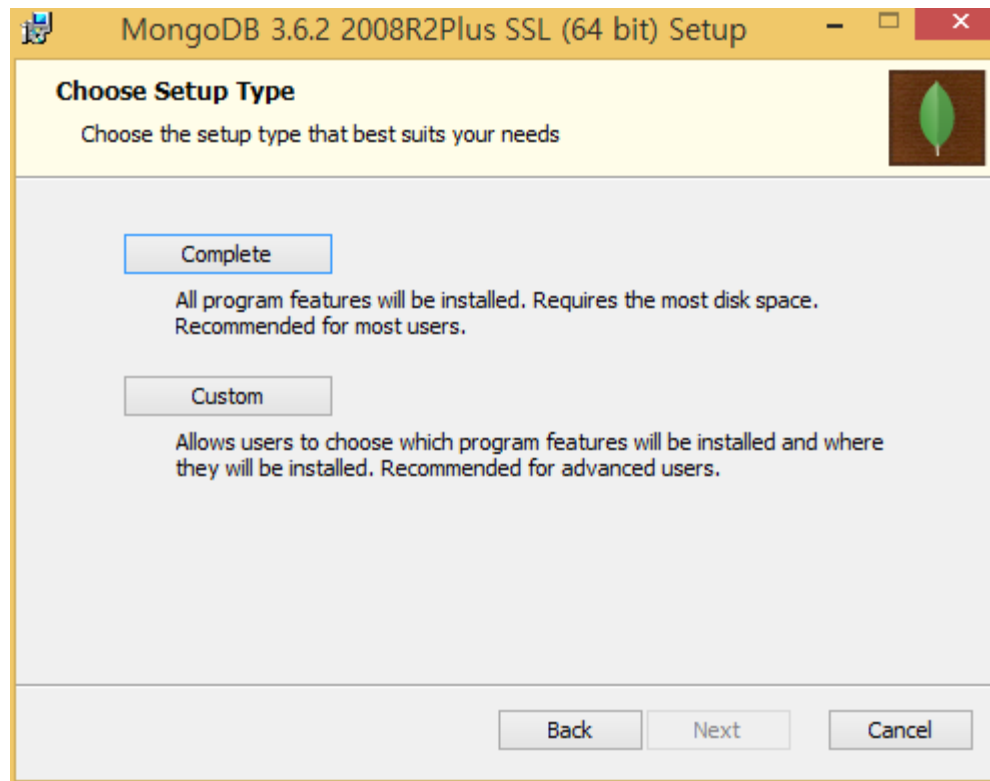 MongoDB 3.6.2 2008R2Plus SSL (64 bit) Setup
Choose Setup Type
Choose the setup type that best suits your needs
Complete
All program features will be installed. Requires the most disk space.
Recommended for most users.
Custom
Allows users to choose which program features will be installed and where
they will be installed. Recommended for advanced users.
Back
Next
Cancel